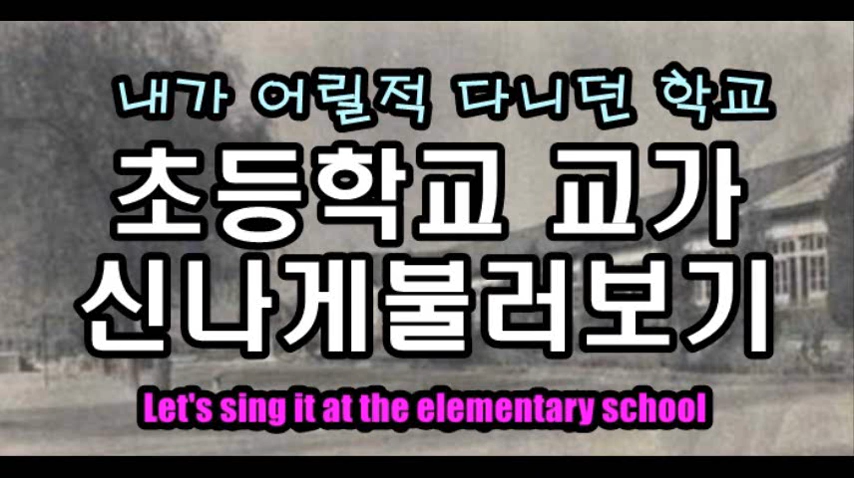 내가 어릴적 다니던 학교
초등학교 교가
신나게불러보기
Let's sing it at the elementary school